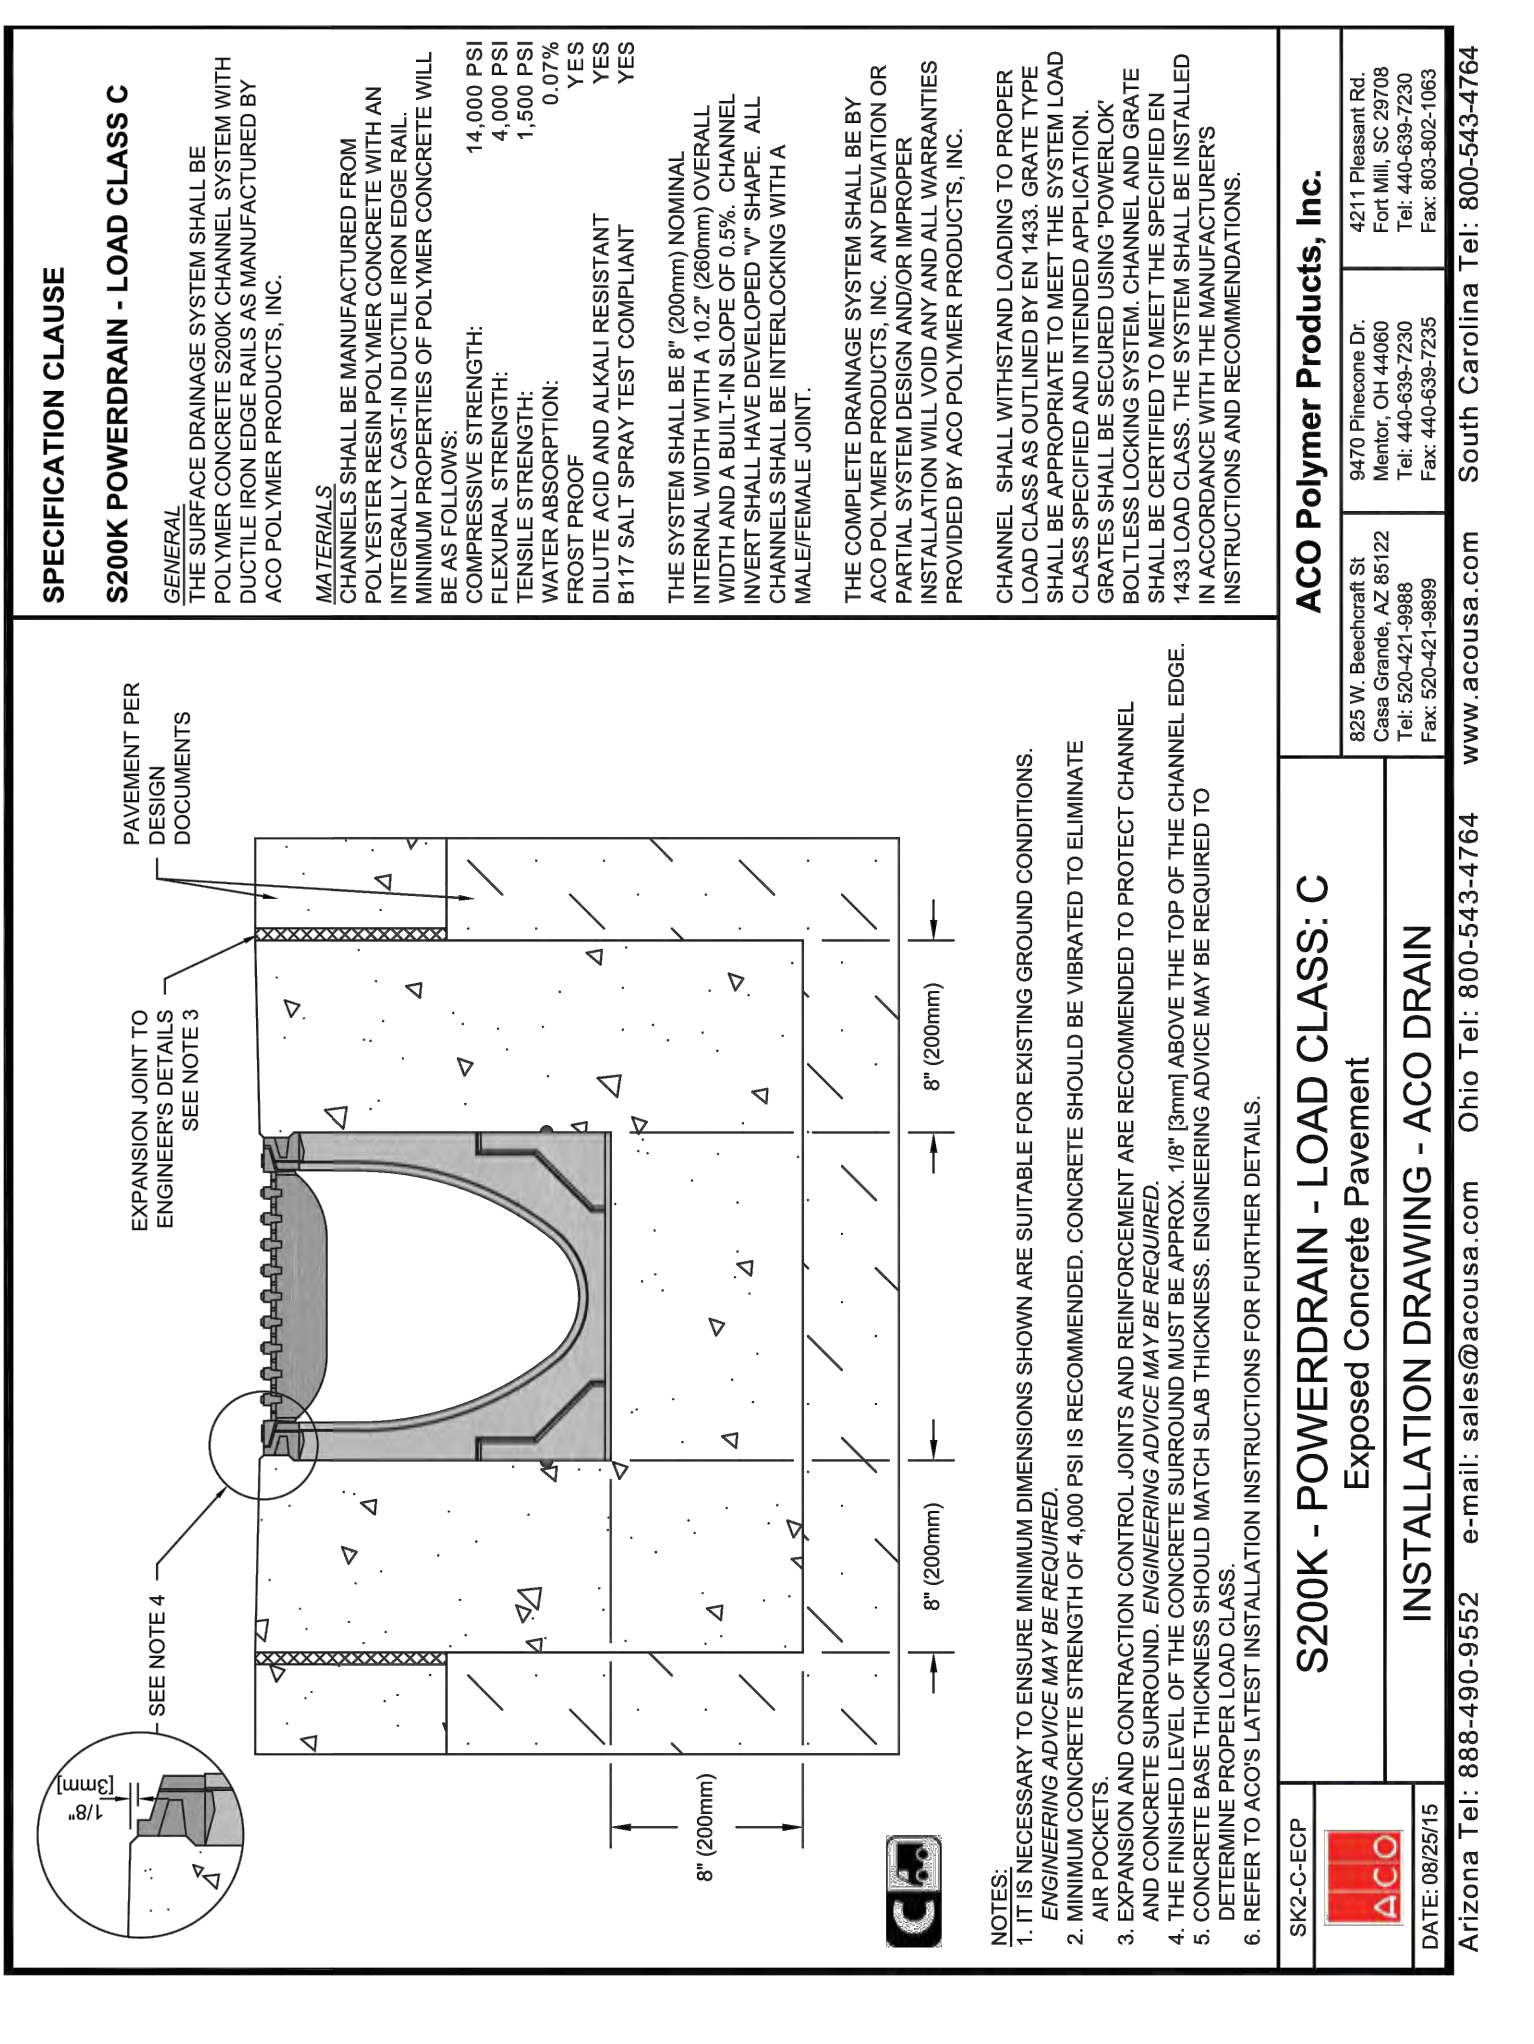 SEE NOTE 4
1/8"
[3mm]
EXPANSION JOINT TO
ENGINEER'S DETAILS
SEE NOTE 3
PAVEMENT PER
DESIGN
DOCUMENTS
8" (200mm)
8" (200mm)
8" (200mm)
C
NOTES:
1. IT IS NECESSARY TO ENSURE MINIMUM DIMENSIONS SHOWN ARE SUITABLE FOR EXISTING GROUND CONDITIONS.
ENGINEERING ADVICE MAY BE REQUIRED.
2. MINIMUM CONCRETE STRENGTH OF 4,000 PSI IS RECOMMENDED. CONCRETE SHOULD BE VIBRATED TO ELIMINATE
AIR POCKETS.
3. EXPANSION AND CONTRACTION CONTROL JOINTS AND REINFORCEMENT ARE RECOMMENDED TO PROTECT CHANNEL
AND CONCRETE SURROUND. ENGINEERING ADVICE MAY BE REQUIRED.
4. THE FINISHED LEVEL OF THE CONCRETE SURROUND MUST BE APPROX. 1/8" [3mm] ABOVE THE TOP OF THE CHANNEL EDGE.
5. CONCRETE BASE THICKNESS SHOULD MATCH SLAB THICKNESS. ENGINEERING ADVICE MAY BE REQUIRED TO
DETERMINE PROPER LOAD CLASS.
6. REFER TO ACO'S LATEST INSTALLATION INSTRUCTIONS FOR FURTHER DETAILS.
SPECIFICATION CLAUSE
S200K POWERDRAIN - LOAD CLASS C
GENERAL
THE SURFACE DRAINAGE SYSTEM SHALL BE
POLYMER CONCRETE S200K CHANNEL SYSTEM WITH
DUCTILE IRON EDGE RAILS AS MANUFACTURED BY
ACO POLYMER PRODUCTS, INC.
MATERIALS
CHANNELS SHALL BE MANUFACTURED FROM
POLYESTER RESIN POLYMER CONCRETE WITH AN
INTEGRALLY CAST-IN DUCTILE IRON EDGE RAIL.
MINIMUM PROPERTIES OF POLYMER CONCRETE WILL
BE AS FOLLOWS:
COMPRESSIVE STRENGTH: 14,000 PSI
FLEXURAL STRENGTH: 4,000 PSI
TENSILE STRENGTH: 1,500 PSI
WATER ABSORPTION: 0.07%
FROST PROOF YES
DILUTE ACID AND ALKALI RESISTANT YES
B117 SALT SPRAY TEST COMPLIANT YES
THE SYSTEM SHALL BE 8" (200mm) NOMINAL
INTERNAL WIDTH WITH A 10.2" (260mm) OVERALL
WIDTH AND A BUILT-IN SLOPE OF 0.5%. CHANNEL
INVERT SHALL HAVE DEVELOPED "V" SHAPE. ALL
CHANNELS SHALL BE INTERLOCKING WITH A
MALE/FEMALE JOINT.
THE COMPLETE DRAINAGE SYSTEM SHALL BE BY
ACO POLYMER PRODUCTS, INC. ANY DEVIATION OR
PARTIAL SYSTEM DESIGN AND/OR IMPROPER
INSTALLATION WILL VOID ANY AND ALL WARRANTIES
PROVIDED BY ACO POLYMER PRODUCTS, INC.
CHANNEL SHALL WITHSTAND LOADING TO PROPER
LOAD CLASS AS OUTLINED BY EN 1433. GRATE TYPE
SHALL BE APPROPRIATE TO MEET THE SYSTEM LOAD
CLASS SPECIFIED AND INTENDED APPLICATION.
GRATES SHALL BE SECURED USING 'POWERLOK'
BOLTLESS LOCKING SYSTEM. CHANNEL AND GRATE
SHALL BE CERTIFIED TO MEET THE SPECIFIED EN
1433 LOAD CLASS. THE SYSTEM SHALL BE INSTALLED
IN ACCORDANCE WITH THE MANUFACTURER'S
INSTRUCTIONS AND RECOMMENDATIONS.
SK2-C-ECP
ACO
DATE: 08/25/15
S200K - POWERDRAIN - LOAD CLASS: C
Exposed Concrete Pavement
INSTALLATION DRAWING - ACO DRAIN
ACO Polymer Products, Inc.
825 W. Beechcraft St
Casa Grande, AZ 85122
Tel: 520-421-9988
Fax: 520-421-9899
9470 Pinecone Dr.
Mentor, OH 44060
Tel: 440-639-7230
Fax: 440-639-7235
4211 Pleasant Rd.
Fort Mill, SC 29708
Tel: 440-639-7230
Fax: 803-802-1063
Arizona Tel: 888-490-9552 e-mail: sales@acousa.com Ohio Tel: 800-543-4764 www.acousa.com South Carolina Tel: 800-543-4764